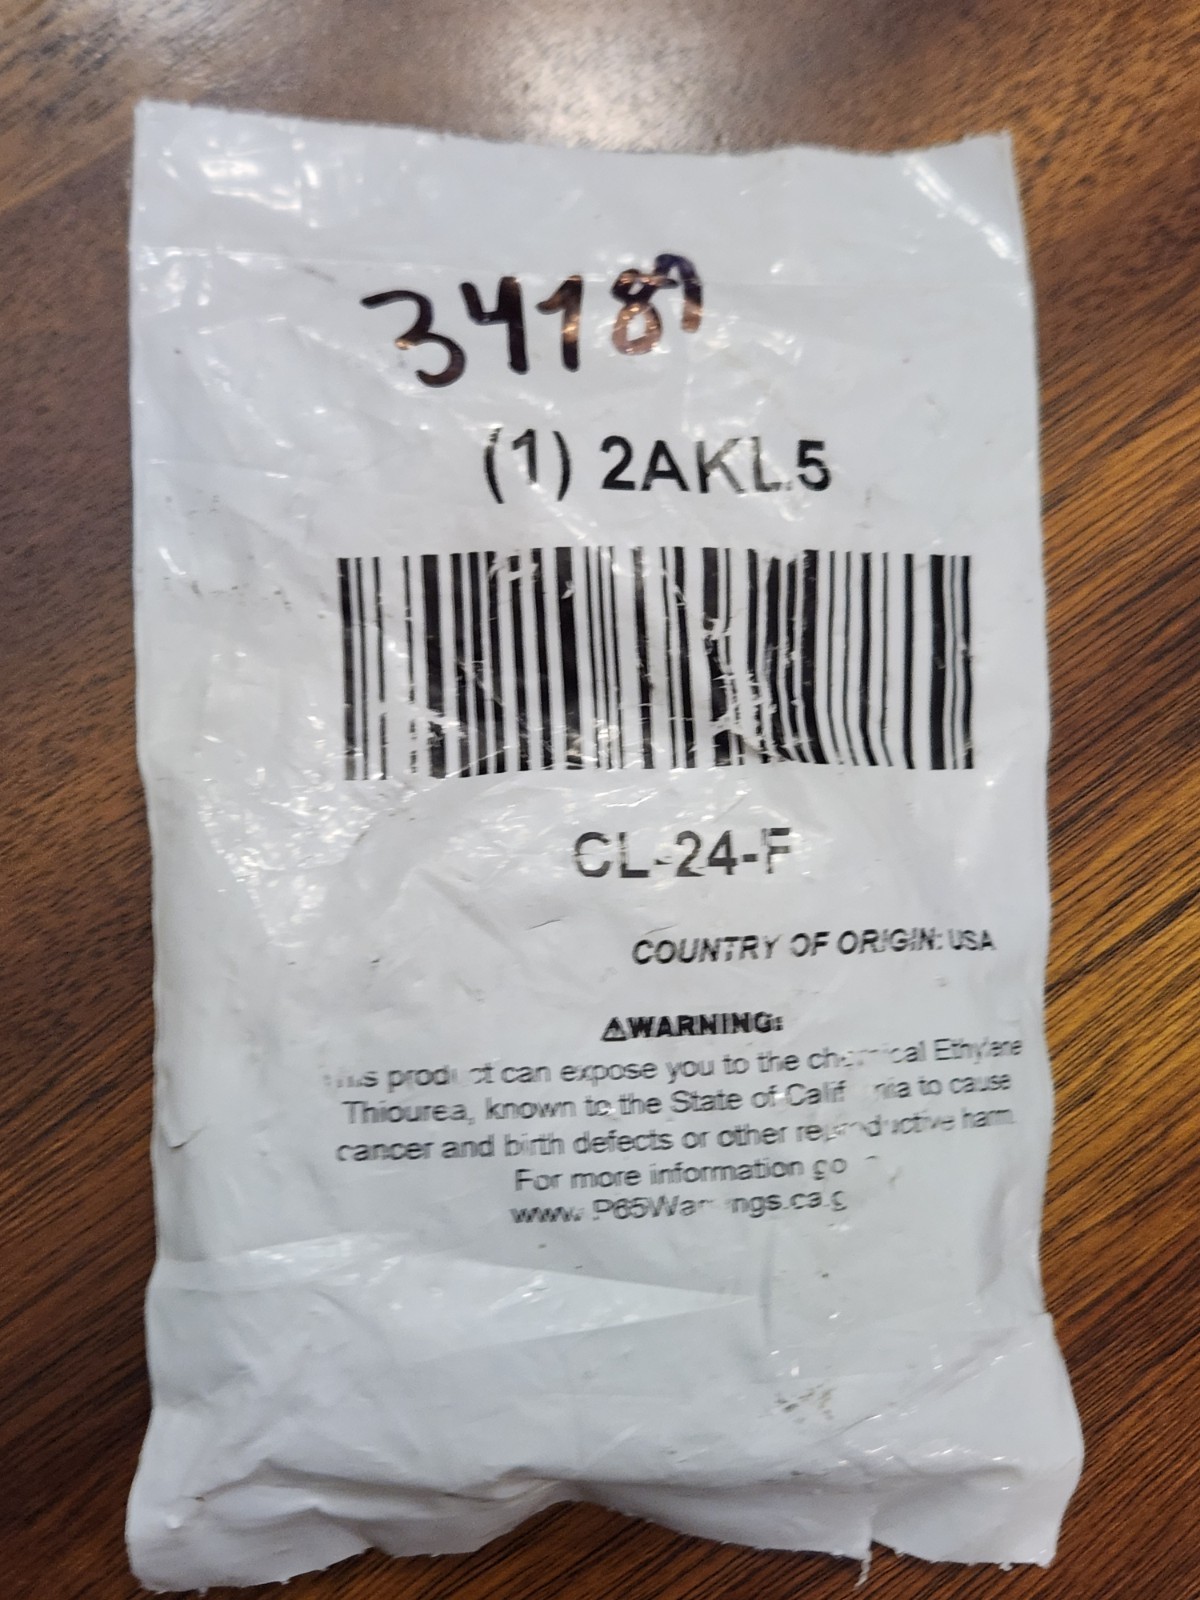 34189
(1) 2AKL5
CL-24-F
COUNTRY OF ORIGIN: USA
⚠WARNING:
This product can expose you to the chemical Ethylene
Thiourea, known to the State of California to cause
cancer and birth defects or other reproductive harm.
For more information go
www.P65Warnings.ca.g